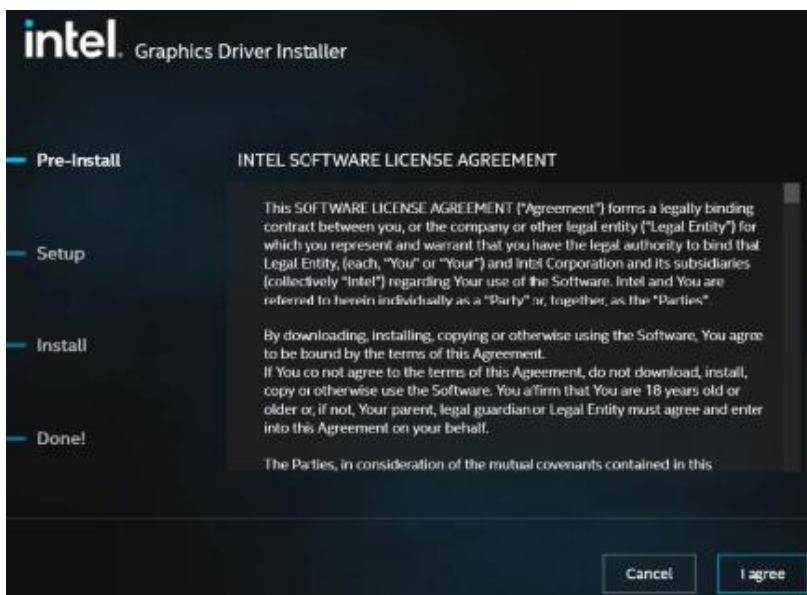 intel. Graphics Driver Installer
Pre-Install
INTEL SOFTWARE LICENSE AGREEMENT
This SOFTWARE LICENSE AGREEMENT ("Agreement") forms a legally binding
contract between you, or the company or other legal entity ("Legal Entity") for
which you represent and warrant that you have the legal authority to bind that
Legal Entity, (each, "You" or "Your") and Intel Corporation and its subsidiaries
(collectively "Intel") regarding Your use of the Software. Intel and You are
referred to herein individually as a "Party" or, together, as the "Parties".
Setup
By downloading, installing, copying or otherwise using the Software, You agree
to be bound by the terms of this Agreement.
If You co not agree to the terms of this Agreement, do not download, install,
copy or otherwise use the Software. You affirm that You are 18 years old or
older or, if not, Your parent, legal guardian or Legal Entity must agree and enter
into this Agreement on your behalf.
Install
Done!
The Parties, in consideration of the mutual covenants contained in this
Cancel
I agree